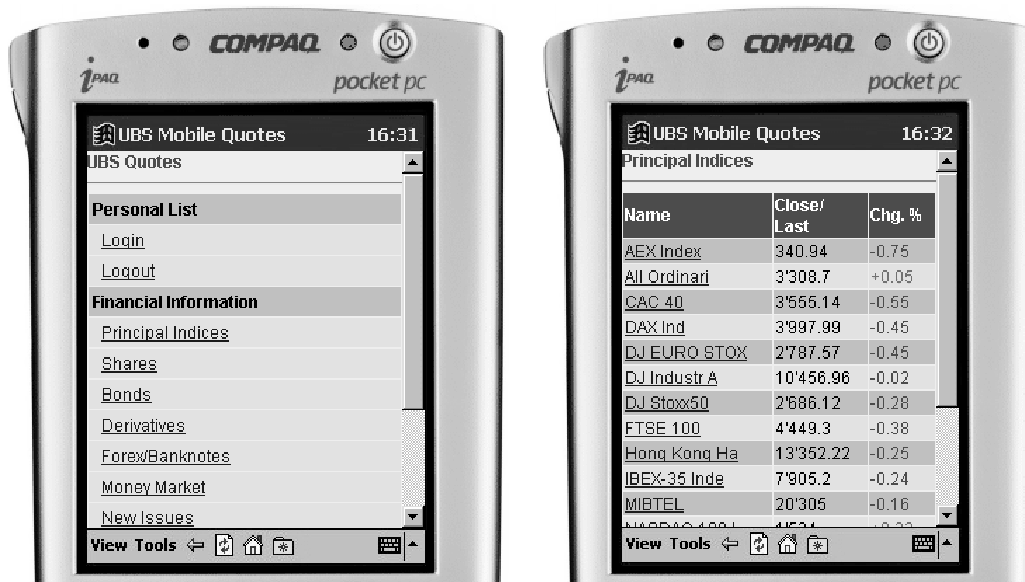 COMPAQ
iPAQ
pocket pc
UBS Mobile Quotes 16:31
UBS Quotes
Personal List
Login
Logout
Financial Information
Principal Indices
Shares
Bonds
Derivatives
Forex/Banknotes
Money Market
New Issues
View Tools
COMPAQ
iPAQ
pocket pc
UBS Mobile Quotes 16:32
Principal Indices
Name Close/ Last Chg. %
AEX Index 340.94 -0.75
All Ordinari 3'308.7 +0.05
CAC 40 3'555.14 -0.55
DAX Ind 3'997.99 -0.45
DJ EURO STOX 2'787.57 -0.45
DJ Industr A 10'456.96 -0.02
DJ Stoxx50 2'686.12 -0.28
FTSE 100 4'449.3 -0.38
Hong Kong Ha 13'352.22 -0.25
IBEX-35 Inde 7'905.2 -0.24
MIBTEL 20'305 -0.16
View Tools